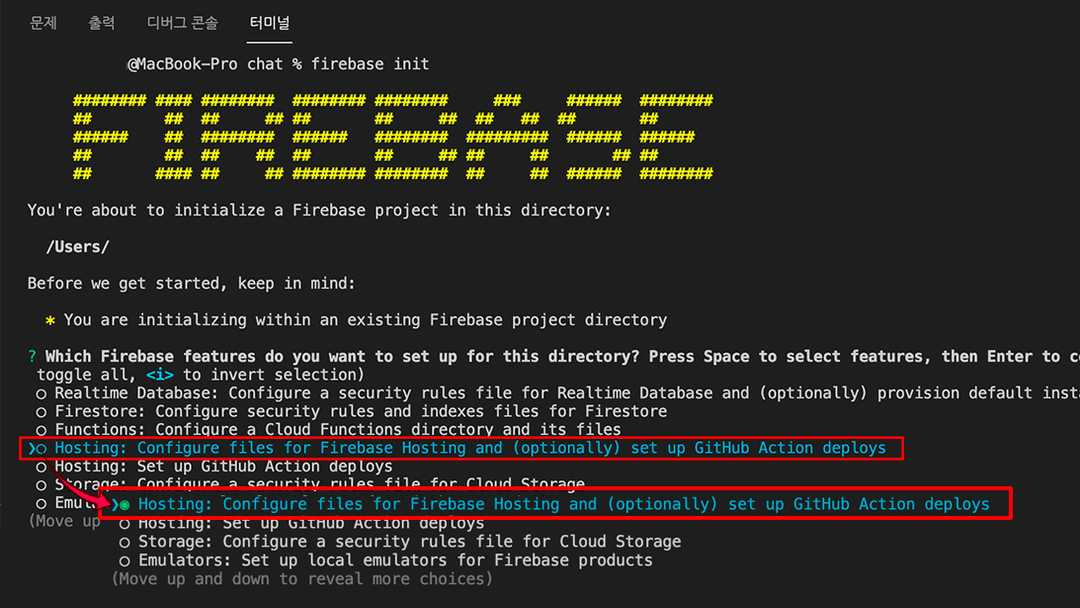 문제 출력 디버그 콘솔 터미널
@MacBook-Pro chat % firebase init
FIREBASE
You're about to initialize a Firebase project in this directory:
/Users/
Before we get started, keep in mind:
* You are initializing within an existing Firebase project directory
? Which Firebase features do you want to set up for this directory? Press Space to select features, then Enter to
toggle all, <i> to invert selection)
○ Realtime Database: Configure a security rules file for Realtime Database and (optionally) provision default
○ Firestore: Configure security rules and indexes files for Firestore
○ Functions: Configure a Cloud Functions directory and its files
❯○ Hosting: Configure files for Firebase Hosting and (optionally) set up GitHub Action deploys
○ Hosting: Set up GitHub Action deploys
○ Storage: Configure a security rules file for Cloud Storage
○
(Move up
❯◉ Hosting: Configure files for Firebase Hosting and (optionally) set up GitHub Action deploys
○ Hosting: Set up GitHub Action deploys
○ Storage: Configure a security rules file for Cloud Storage
○ Emulators: Set up local emulators for Firebase products
(Move up and down to reveal more choices)